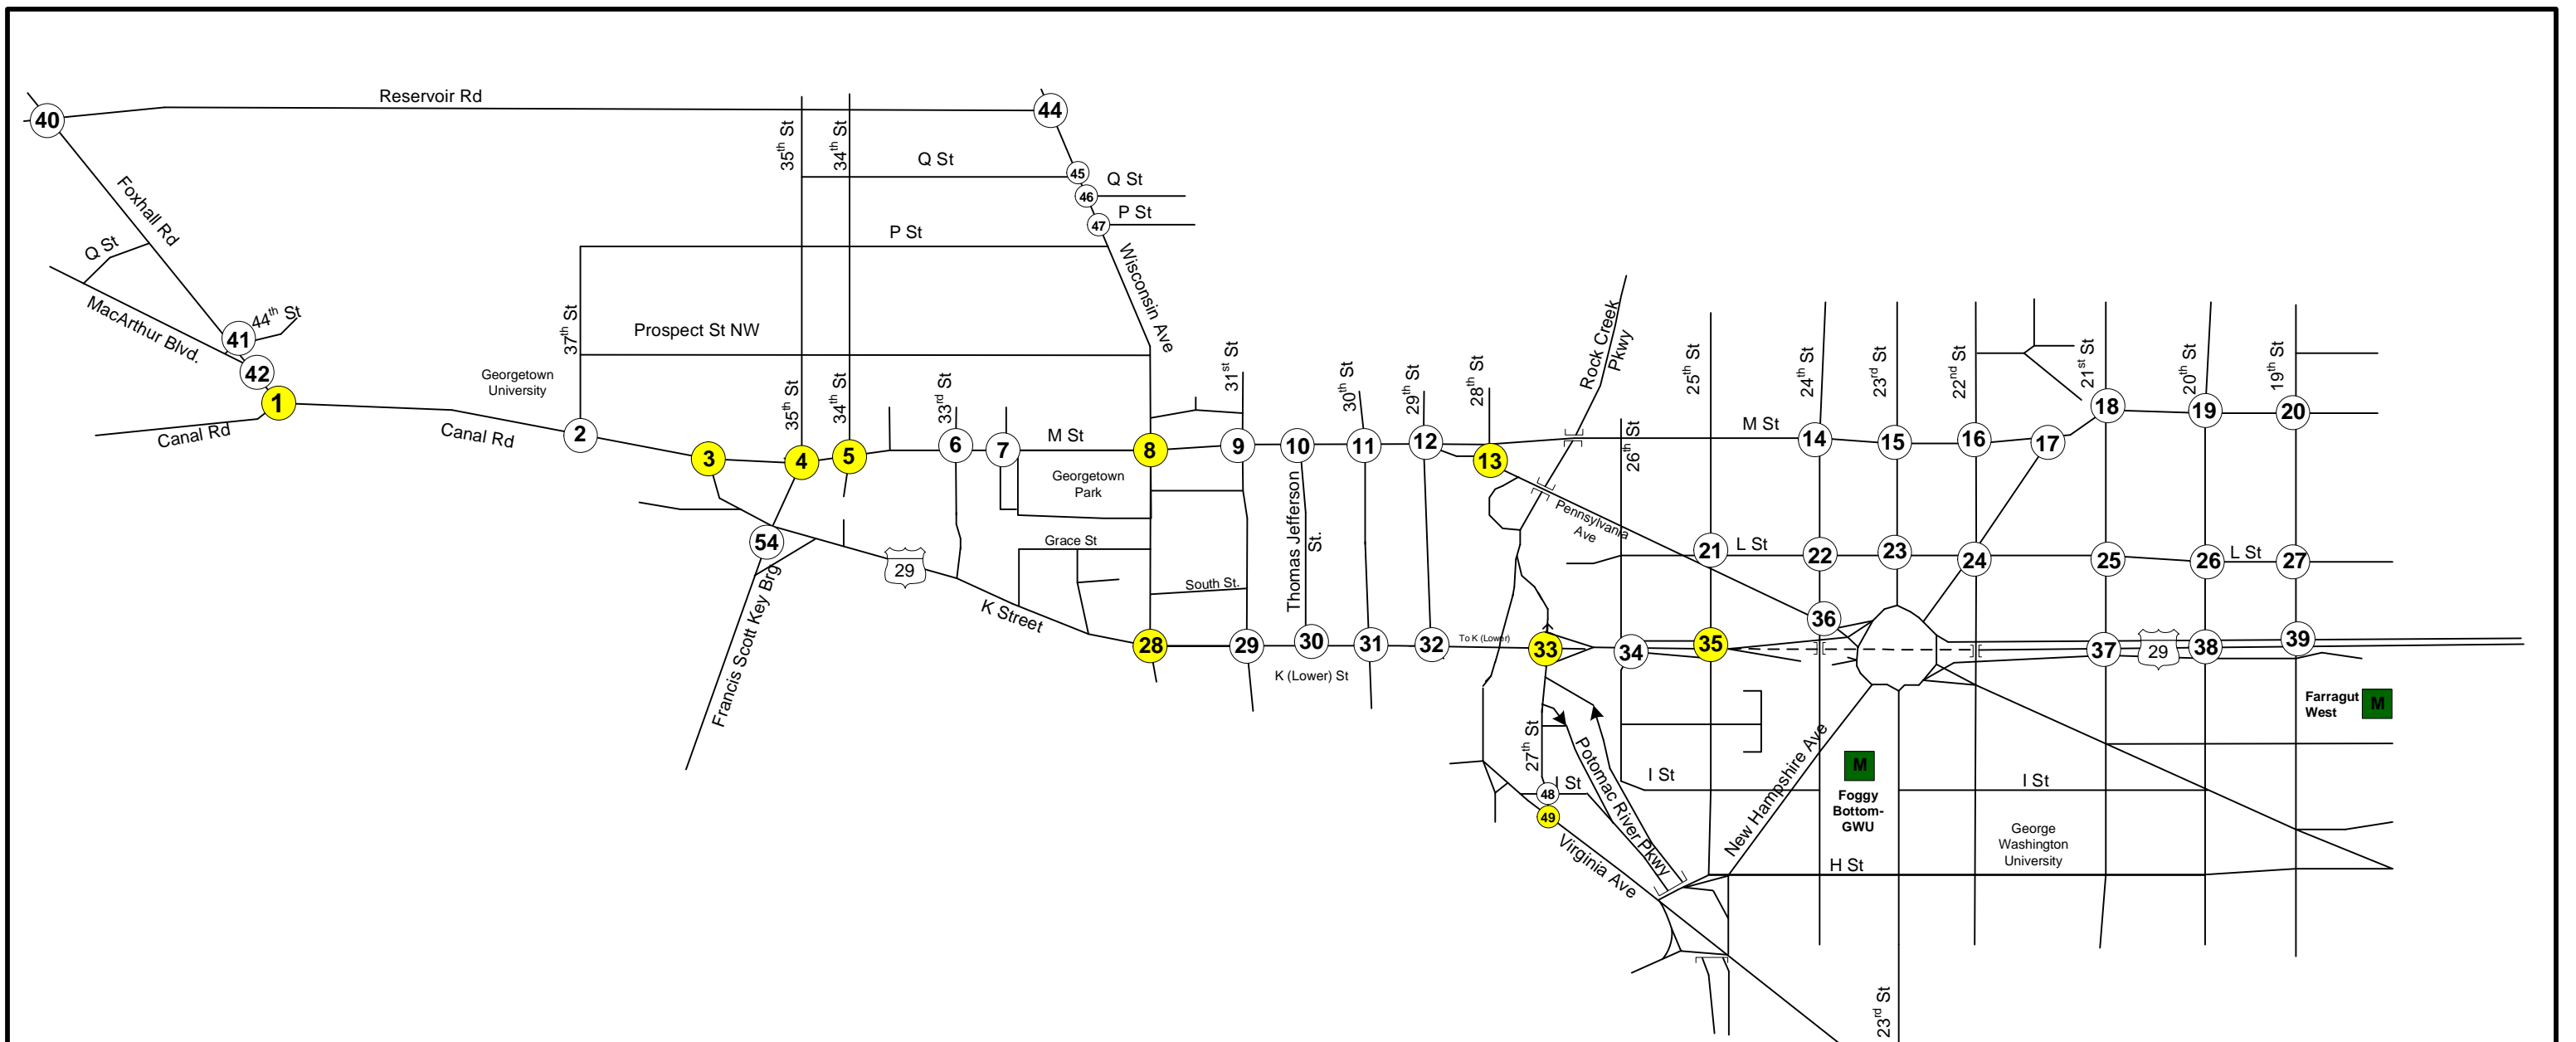 Reservoir Rd
40
44
35th St
34th St
Q St
45
Q St
46
P St
47
P St
Foxhall Rd
Q St
MacArthur Blvd.
44th St
41
42
1
Canal Rd
Canal Rd
Georgetown
University
37th St
Prospect St NW
Wisconsin Ave
2
3
35th St
4
34th St
5
33rd St
6
7
M St
8
31st St
9
10
30th St
11
29th St
12
28th St
13
Rock Creek
Pkwy
26th St
25th St
M St
24th St
14
23rd St
15
22nd St
16
17
21st St
18
20th St
19
19th St
20
Georgetown
Park
Thomas Jefferson
St.
Pennsylvania
Ave
54
29
Grace St
South St.
K Street
Francis Scott Key Brg
21
L St
22
23
24
25
26
L St
27
28
29
30
31
32
To K (Lower)
33
34
35
36
37
29
38
39
K (Lower) St
Farragut
West
M
27th St
Potomac River Pkwy
I St
48
49
Virginia Ave
I St
New Hampshire Ave
M
Foggy
Bottom-
GWU
I St
George
Washington
University
H St
23rd St